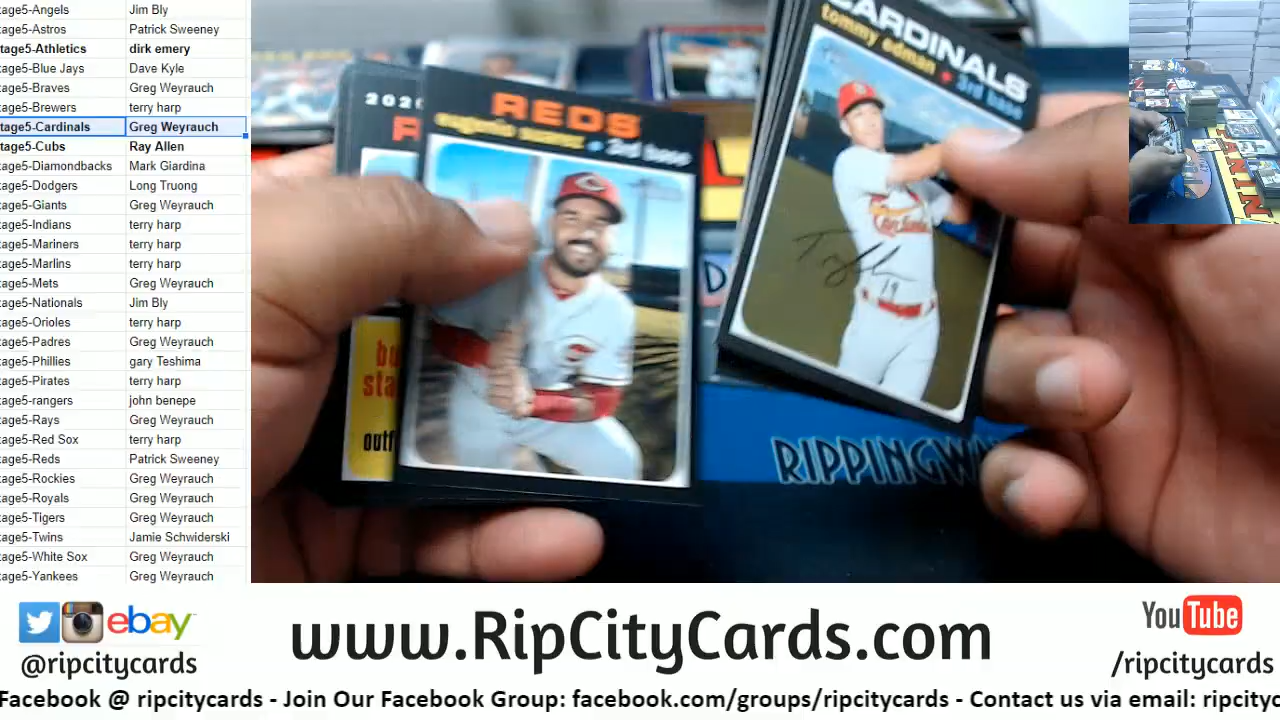 tage5-Angels Jim Bly
tage5-Astros Patrick Sweeney
tage5-Athletics dirk emery
tage5-Blue Jays Dave Kyle
tage5-Braves Greg Weyrauch
tage5-Brewers terry harp
tage5-Cardinals Greg Weyrauch
tage5-Cubs Ray Allen
tage5-Diamondbacks Mark Giardina
tage5-Dodgers Long Truong
tage5-Giants Greg Weyrauch
tage5-Indians terry harp
tage5-Mariners terry harp
tage5-Marlins terry harp
tage5-Mets Greg Weyrauch
tage5-Nationals Jim Bly
tage5-Orioles terry harp
tage5-Padres Greg Weyrauch
tage5-Phillies gary Teshima
tage5-Pirates terry harp
tage5-rangers john benepe
tage5-Rays Greg Weyrauch
tage5-Red Sox terry harp
tage5-Reds Patrick Sweeney
tage5-Rockies Greg Weyrauch
tage5-Royals Greg Weyrauch
tage5-Tigers Greg Weyrauch
tage5-Twins Jamie Schwiderski
tage5-White Sox Greg Weyrauch
tage5-Yankees Greg Weyrauch
2020
REDS
eugenio suarez • 3rd base
CARDINALS
tommy edman • 3rd base
19
RIPPINGW
ebay
@ripcitycards
www.RipCityCards.com
YouTube
/ripcitycards
Facebook @ ripcitycards - Join Our Facebook Group: facebook.com/groups/ripcitycards - Contact us via email: ripcityc